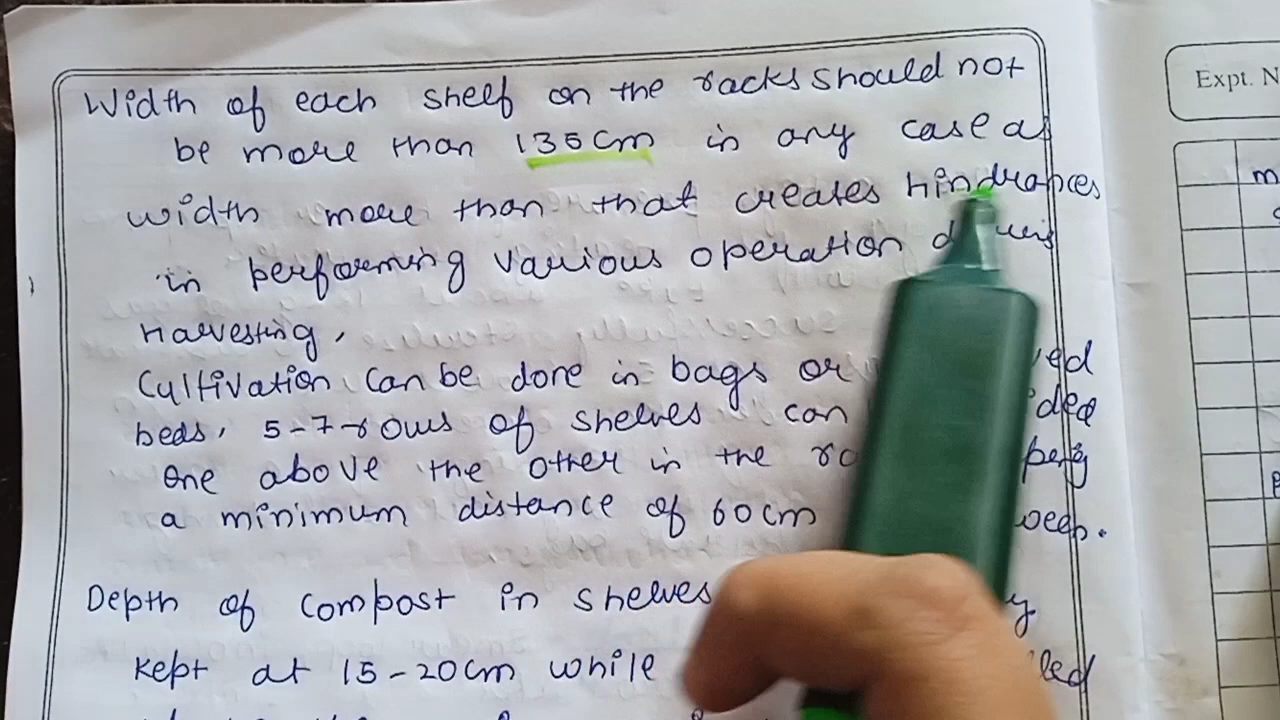 Width of each shelf on the racks should not
be more than 135cm in any case as
width more than that creates hindrances
in performing various operation
harvesting,
Cultivation can be done in bags or
beds, 5-7-rows of shelves can
one above the other in the
a minimum distance of 60cm
Depth of compost in shelves
kept at 15-20cm while
Expt. N